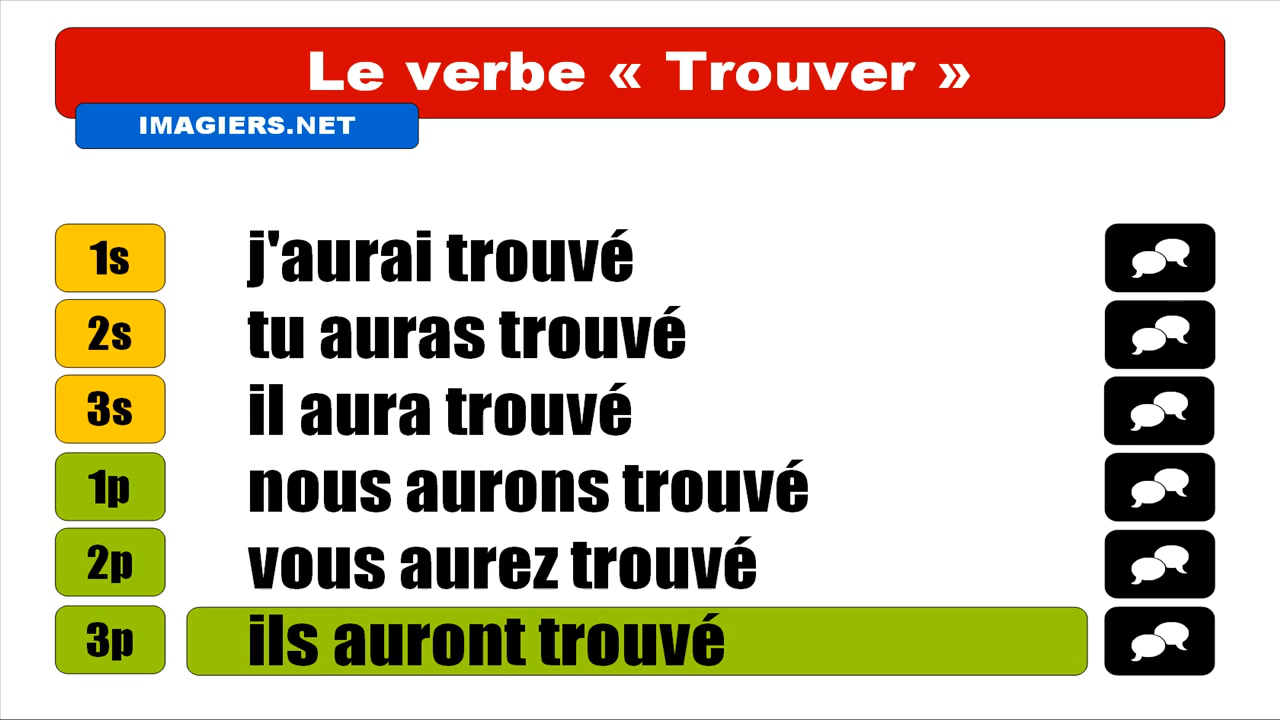 Le verbe « Trouver »
IMAGIERS.NET
1s j'aurai trouvé
2s tu auras trouvé
3s il aura trouvé
1p nous aurons trouvé
2p vous aurez trouvé
3p ils auront trouvé